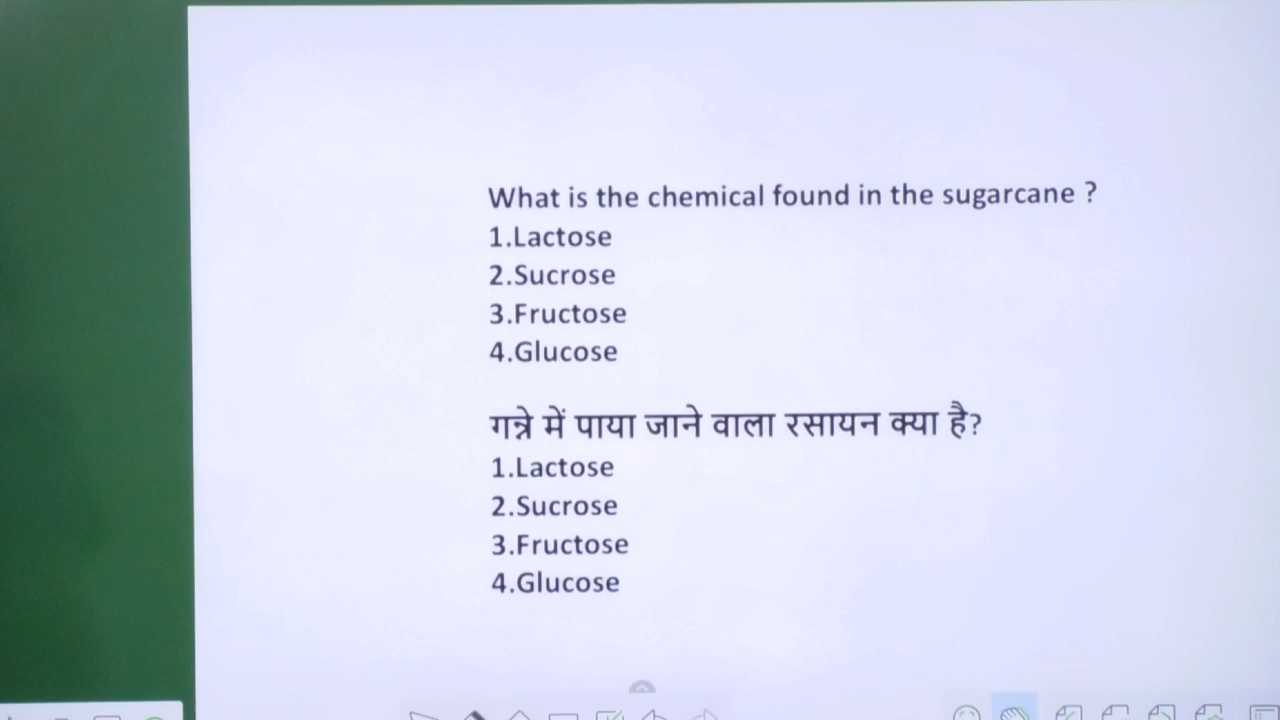 What is the chemical found in the sugarcane ?
1.Lactose
2.Sucrose
3.Fructose
4.Glucose
गन्ने में पाया जाने वाला रसायन क्या है?
1.Lactose
2.Sucrose
3.Fructose
4.Glucose